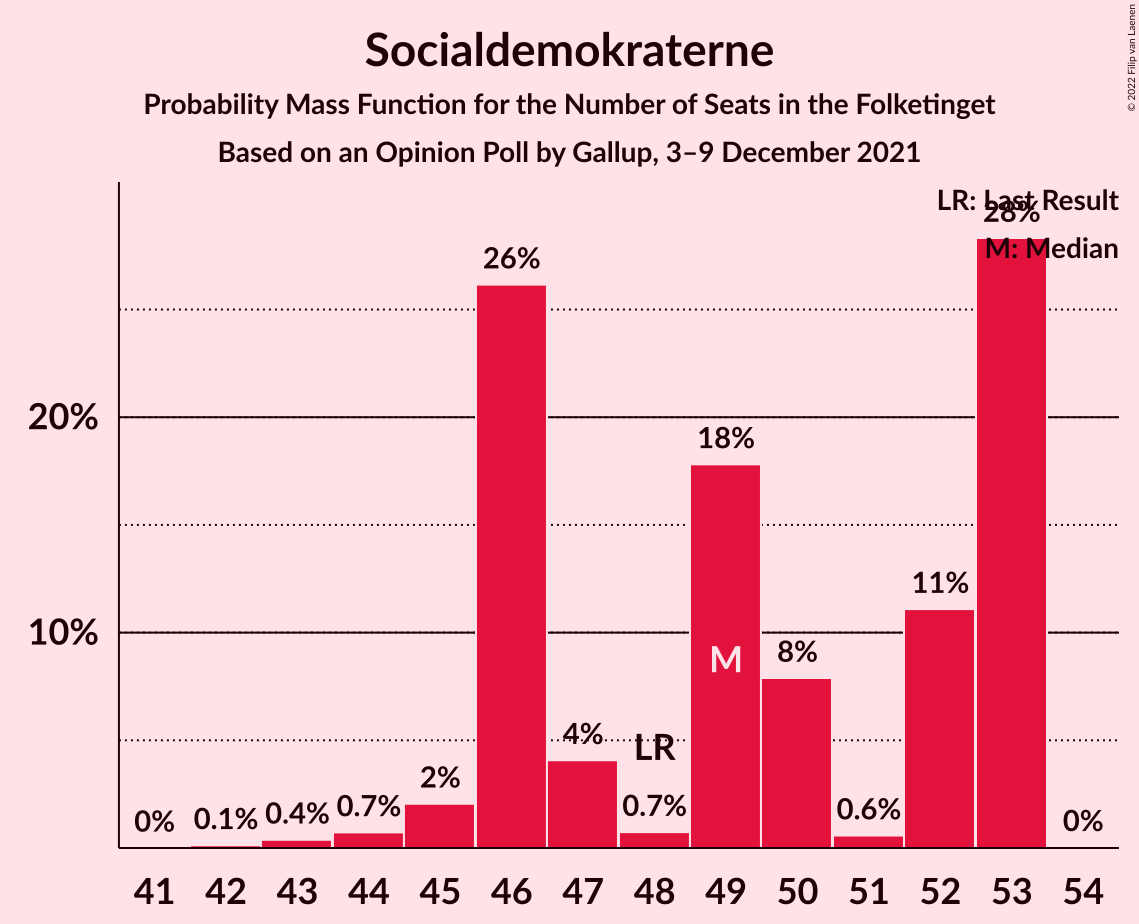 Socialdemokraterne
Probability Mass Function for the Number of Seats in the Folketinget
Based on an Opinion Poll by Gallup, 3–9 December 2021
© 2022 Filip van Laenen
LR: Last Result
M: Median
28%
26%
20%
18%
11%
10%
M
8%
4%
LR
2%
0%
0.1%
0.4%
0.7%
0.7%
0.6%
0%
41 42 43 44 45 46 47 48 49 50 51 52 53 54